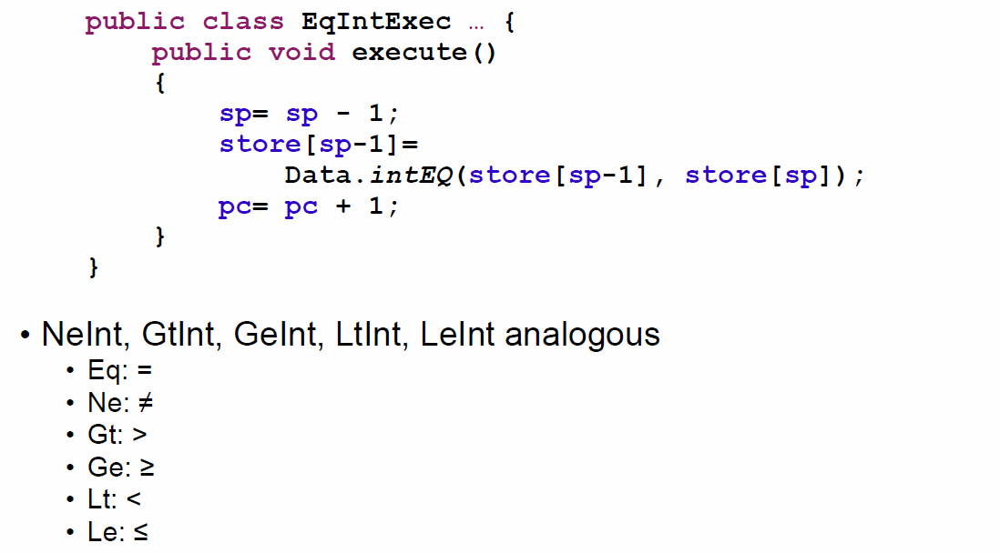 public class EqIntExec … {
public void execute()
{
sp= sp - 1;
store[sp-1]=
Data.intEQ(store[sp-1], store[sp]);
pc= pc + 1;
}
}
• NeInt, GtInt, GeInt, LtInt, LeInt analogous
• Eq: =
• Ne: ≠
• Gt: >
• Ge: ≥
• Lt: <
• Le: ≤